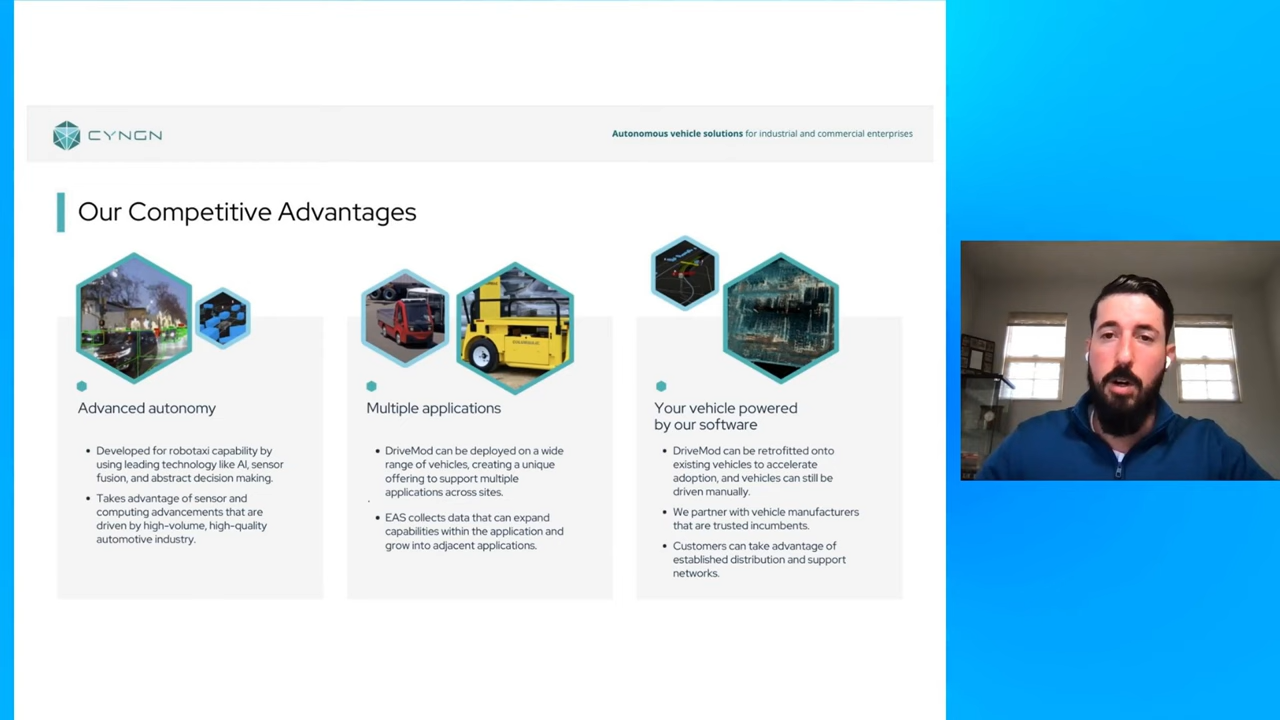 CYNGN
Autonomous vehicle solutions for industrial and commercial enterprises
Our Competitive Advantages
Advanced autonomy
• Developed for robotaxi capability by
using leading technology like AI, sensor
fusion, and abstract decision making.
• Takes advantage of sensor and
computing advancements that are
driven by high-volume, high-quality
automotive industry.
Multiple applications
• DriveMod can be deployed on a wide
range of vehicles, creating a unique
offering to support multiple
applications across sites.
• EAS collects data that can expand
capabilities within the application and
grow into adjacent applications.
Your vehicle powered
by our software
• DriveMod can be retrofitted onto
existing vehicles to accelerate
adoption, and vehicles can still be
driven manually.
• We partner with vehicle manufacturers
that are trusted incumbents.
• Customers can take advantage of
established distribution and support
networks.